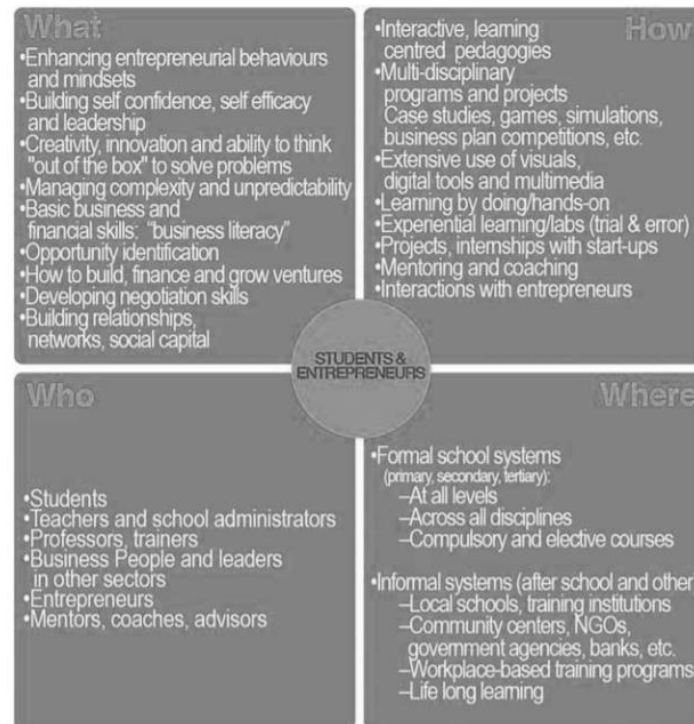 What
•Enhancing entrepreneurial behaviours
and mindsets
•Building self confidence, self efficacy
and leadership
•Creativity, innovation and ability to think
"out of the box" to solve problems
•Managing complexity and unpredictability
•Basic business and
financial skills: “business literacy”
•Opportunity identification
•How to build, finance and grow ventures
•Developing negotiation skills
•Building relationships,
networks, social capital
How
•Interactive, learning
centred pedagogies
•Multi-disciplinary
programs and projects
Case studies, games, simulations,
business plan competitions, etc.
•Extensive use of visuals,
digital tools and multimedia
•Learning by doing/hands-on
•Experiential learning/labs (trial & error)
•Projects, internships with start-ups
•Mentoring and coaching
•Interactions with entrepreneurs
STUDENTS &
ENTREPRENEURS
Who
•Students
•Teachers and school administrators
•Professors, trainers
•Business People and leaders
in other sectors
•Entrepreneurs
•Mentors, coaches, advisors
Where
•Formal school systems
(primary, secondary, tertiary):
–At all levels
–Across all disciplines
–Compulsory and elective courses
•Informal systems (after school and other)
–Local schools, training institutions
–Community centers, NGOs,
government agencies, banks, etc.
–Workplace-based training programs
–Life long learning